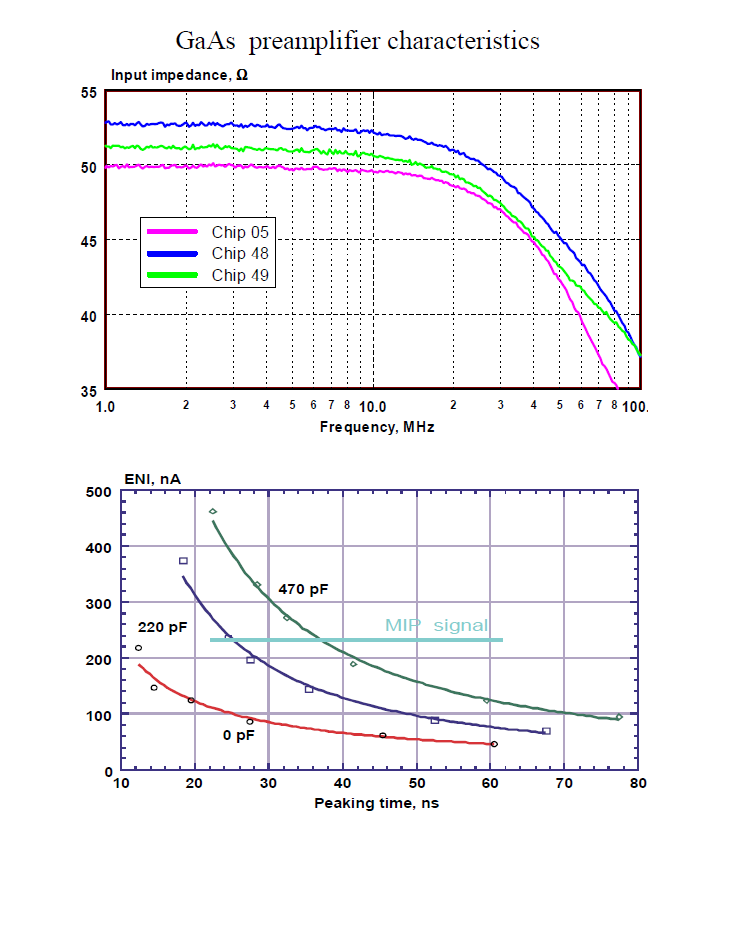 GaAs preamplifier characteristics
Input impedance, Ω
55
50
45
40
35
Chip 05
Chip 48
Chip 49
1.0 2 3 4 5 6 7 8 10.0 2 3 4 5 6 7 8 100.
Frequency, MHz
ENI, nA
500
400
300
200
100
0
470 pF
220 pF
MIP signal
0 pF
10 20 30 40 50 60 70 80
Peaking time, ns